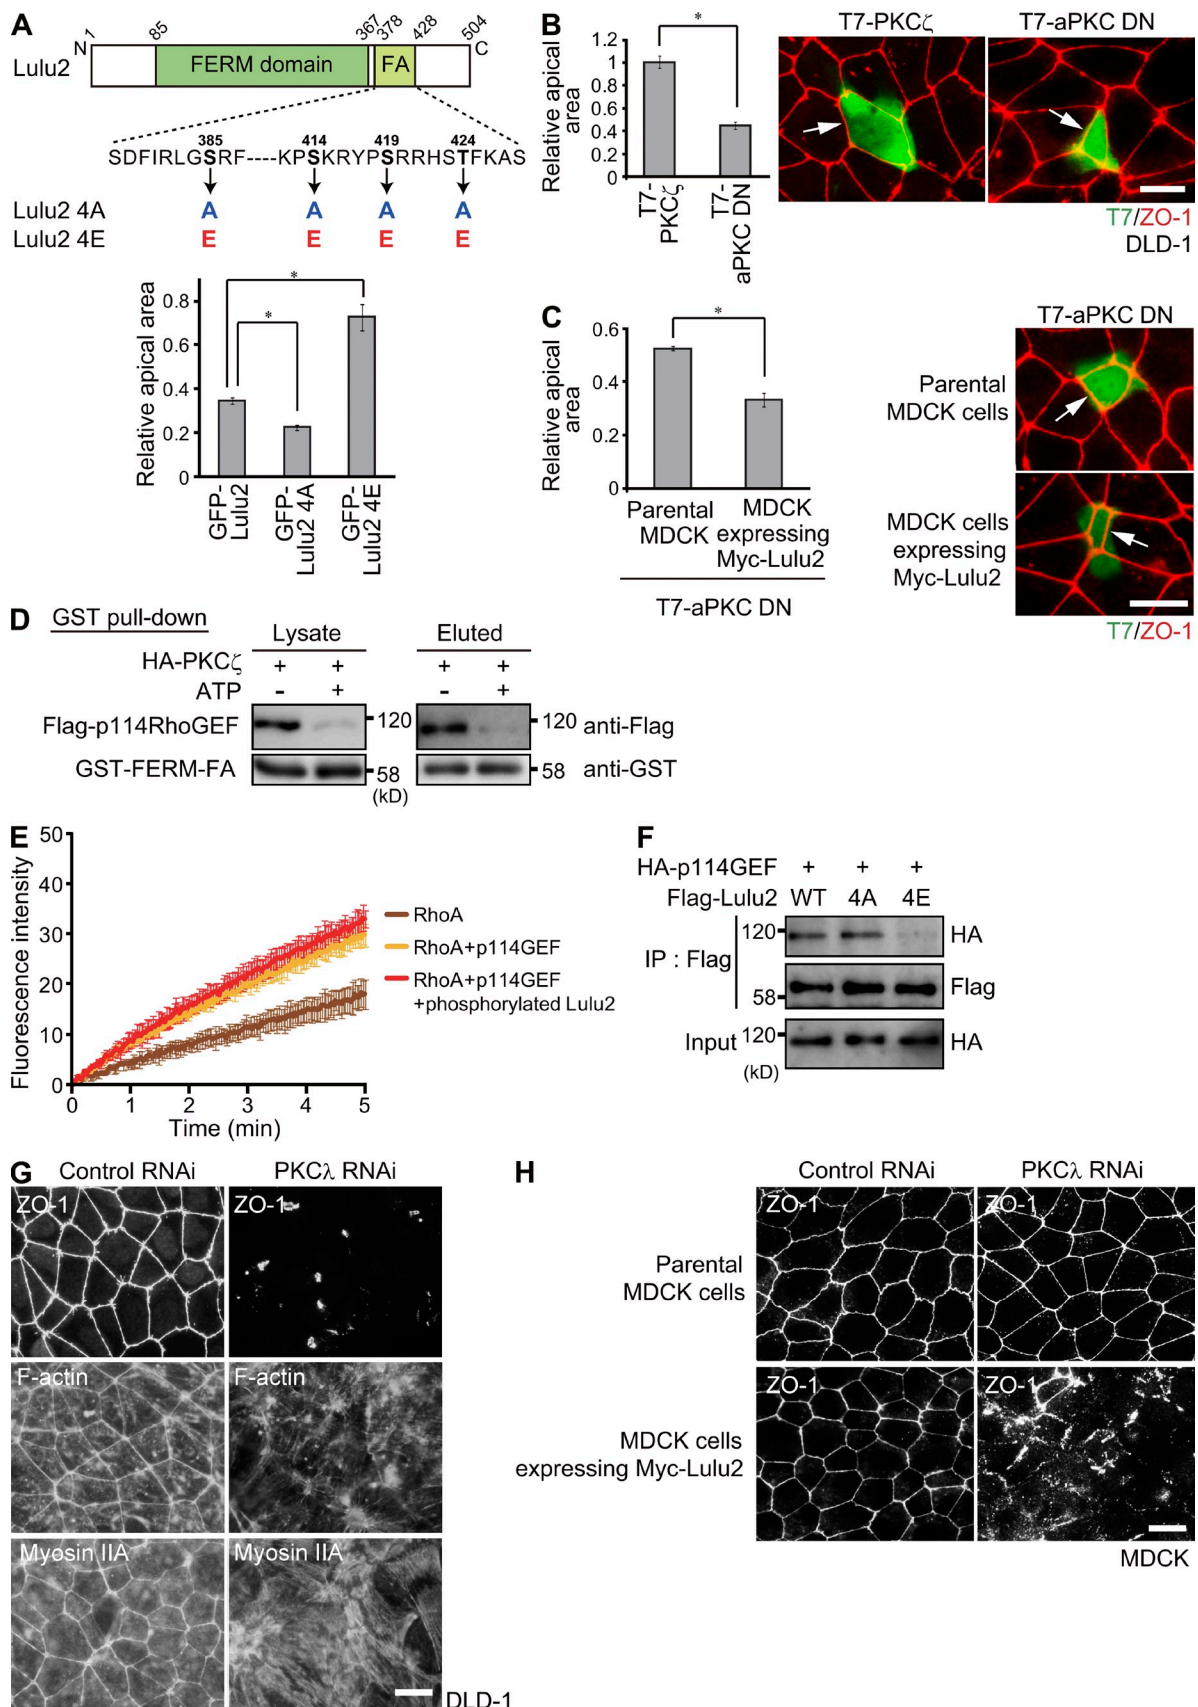 A
N 1 85 367 378 428 504 C
Lulu2 FERM domain FA
385 414 419 424
SDFIRLGSRF----KPSKRYPSRRHSTFKAS
Lulu2 4A A A A A
Lulu2 4E E E E E
Relative apical area
0.8
0.6
0.4
0.2
0
* *
GFP-Lulu2
GFP-Lulu2 4A
GFP-Lulu2 4E
B
Relative apical area
1.2
1.0
0.8
0.6
0.4
0.2
0
*
T7-PKCζ
T7-aPKC DN
T7-PKCζ T7-aPKC DN
T7/ZO-1
DLD-1
C
Relative apical area
0.6
0.4
0.2
0
*
Parental MDCK
MDCK expressing Myc-Lulu2
T7-aPKC DN
T7-aPKC DN
Parental
MDCK cells
MDCK cells
expressing
Myc-Lulu2
T7/ZO-1
D GST pull-down
Lysate Eluted
HA-PKCζ + + + +
ATP - + - +
Flag-p114RhoGEF 120 120 anti-Flag
GST-FERM-FA 58 58 anti-GST
(kD)
E
Fluorescence intensity
50
40
30
20
10
0
0 1 2 3 4 5
Time (min)
RhoA
RhoA+p114GEF
RhoA+p114GEF
+phosphorylated Lulu2
F
HA-p114GEF + + +
Flag-Lulu2 WT 4A 4E
IP : Flag
120 HA
58 Flag
Input 120 HA
(kD)
G
Control RNAi PKCλ RNAi
ZO-1 ZO-1
F-actin F-actin
Myosin IIA Myosin IIA
DLD-1
H
Control RNAi PKCλ RNAi
ZO-1 ZO-1
Parental
MDCK cells
ZO-1 ZO-1
MDCK cells
expressing Myc-Lulu2
MDCK